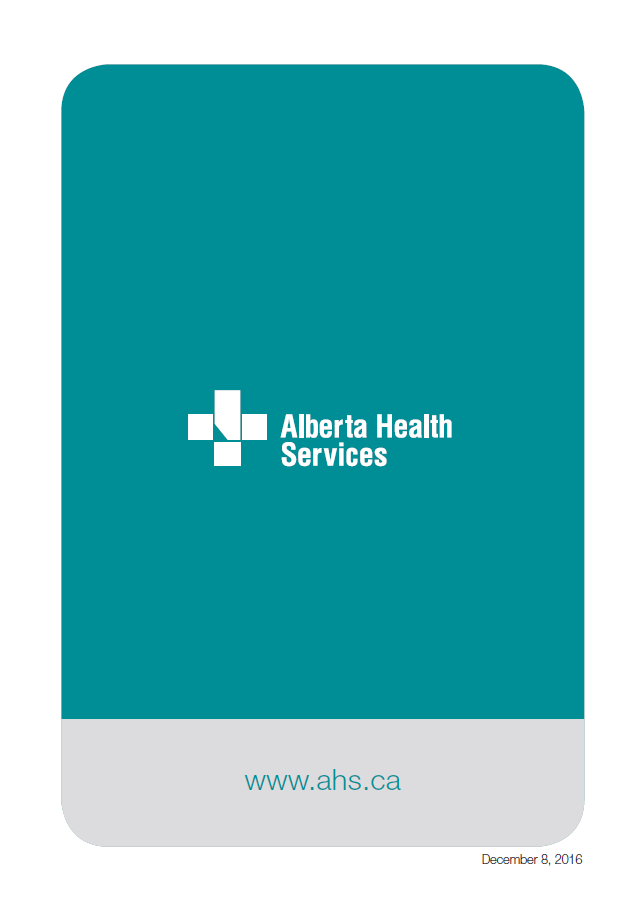 Alberta Health
Services
www.ahs.ca
December 8, 2016